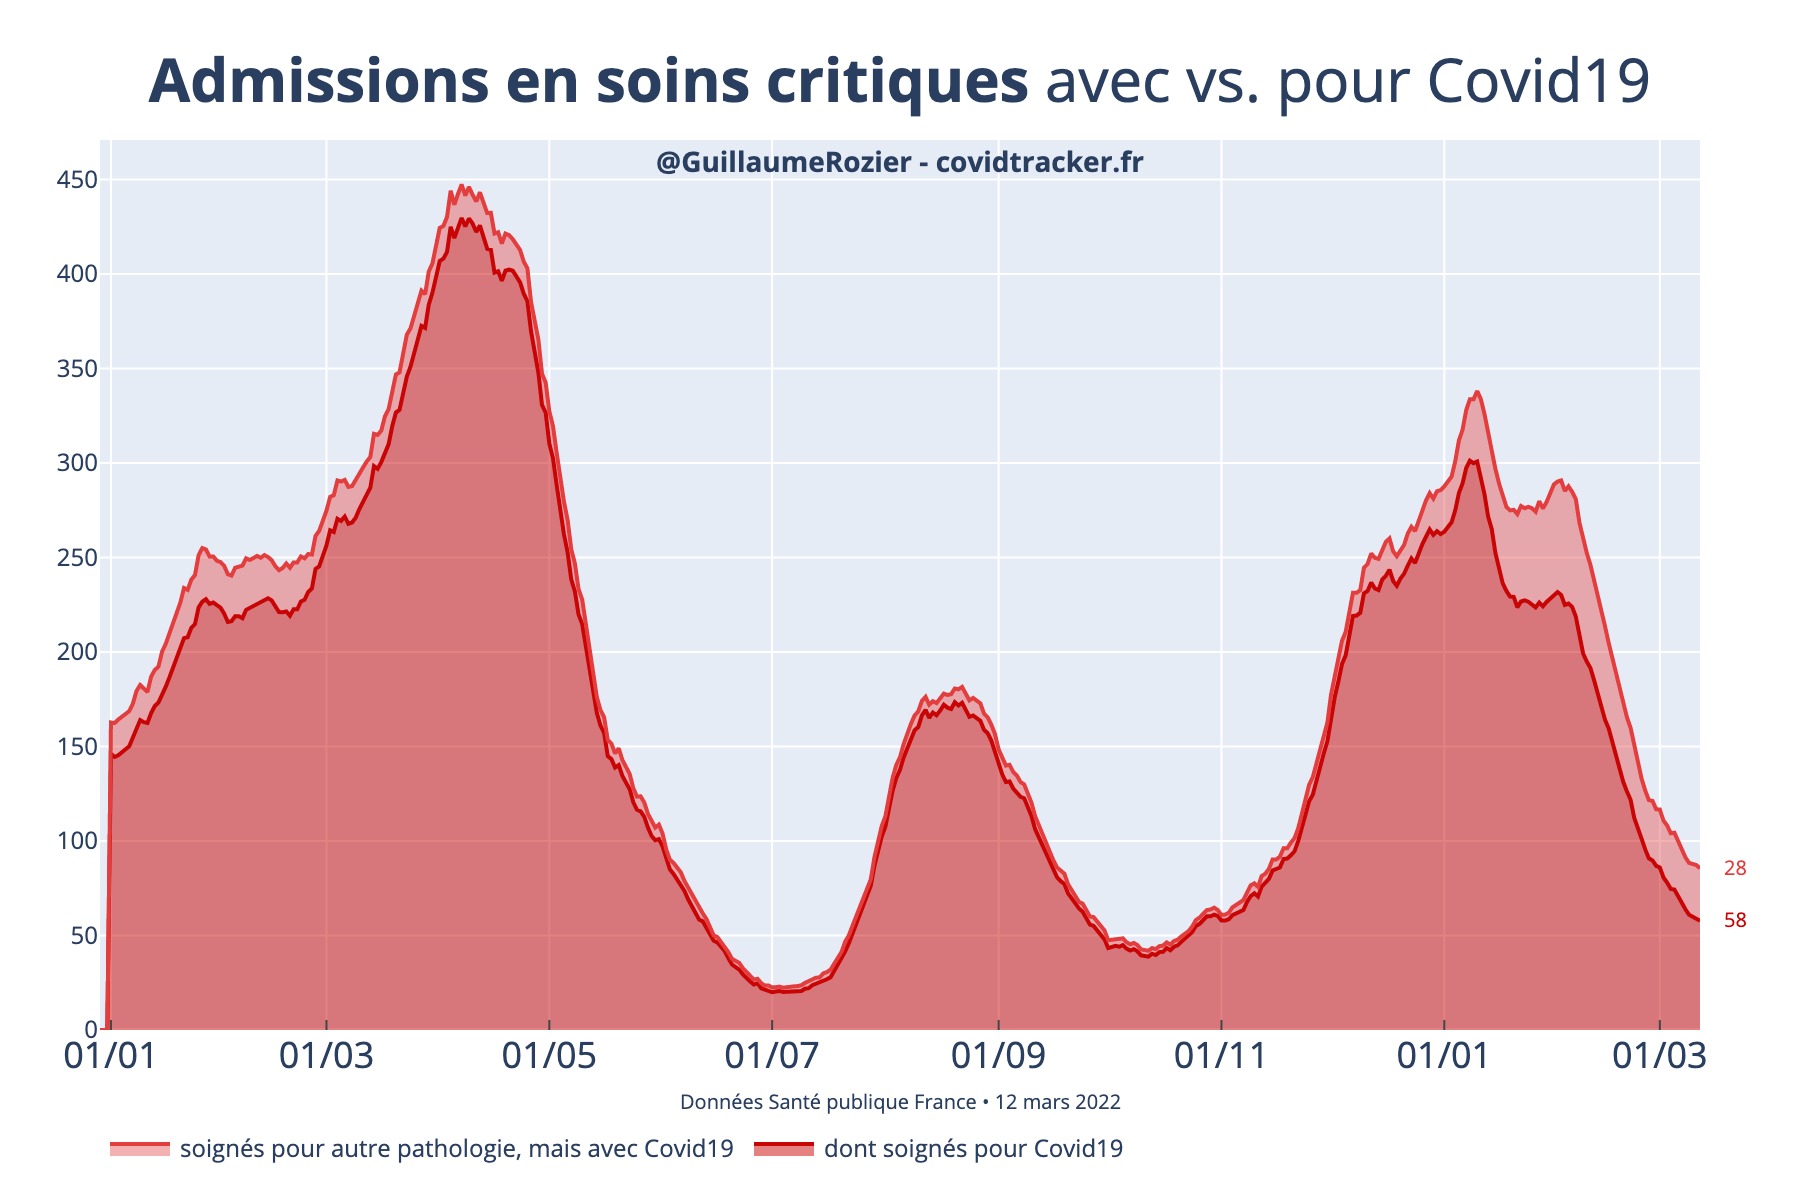 Admissions en soins critiques avec vs. pour Covid19
@GuillaumeRozier - covidtracker.fr
450
400
350
300
250
200
150
100
50
0
28
58
01/01 01/03 01/05 01/07 01/09 01/11 01/01 01/03
Données Santé publique France • 12 mars 2022
soignés pour autre pathologie, mais avec Covid19 dont soignés pour Covid19